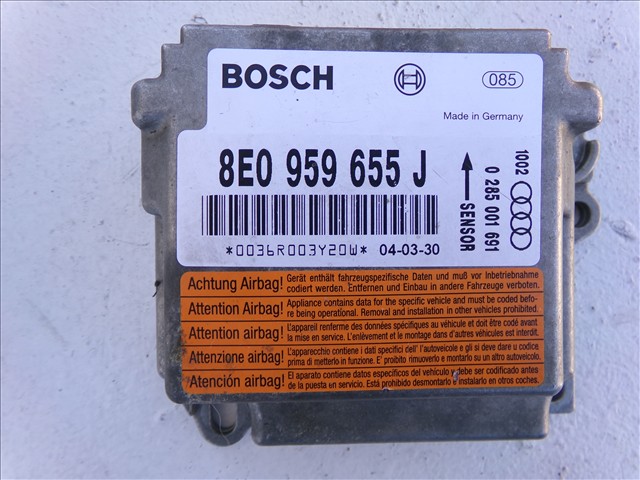 BOSCH
085
Made in Germany
8E0 959 655 J
SENSOR
0 285 001 691
1002
*0036R003Y20W* 04-03-30
Achtung Airbag! Gerät enthält fahrzeugspezifische Daten und muß vor Inbetriebnahme
codiert werden. Entfernen und Einbau in andere Fahrzeuge verboten.
Attention Airbag! Appliance contains data for the specific vehicle and must be coded befo-
re being operational. Removal and installation in other vehicles prohibited.
Attention airbag! L'appareil renferme des données spécifiques au véhicule et doit être codé avant
la mise en service. L'enlèvement et le montage dans d'autres véhicules est interdit.
Attenzione airbag! L'apparecchio contiene i dati specifici dell' l'autoveicolo e gli si deve dare u codice
prima di metterlo in funzione. E' proibito rimuoverlo e montarlo su un altro autoveicolo.
Atención airbag! El aparato contiene datos específicos del vehículo y debe ser codificado antes
de la puesta en servicio. Está prohibido desmontarlo e instalarlo en otros coches.